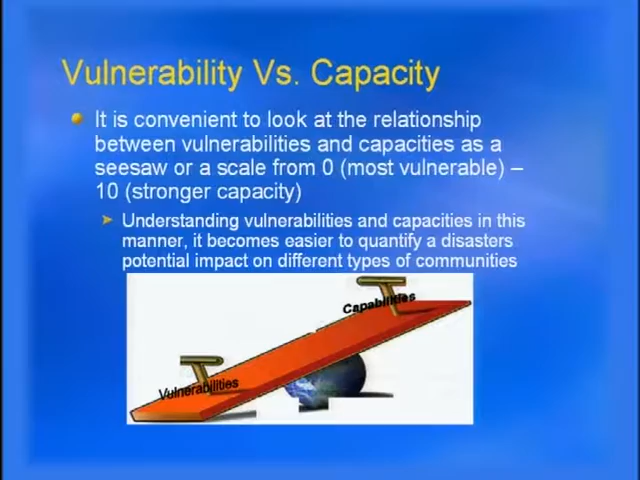 Vulnerability Vs. Capacity
It is convenient to look at the relationship
between vulnerabilities and capacities as a
seesaw or a scale from 0 (most vulnerable) –
10 (stronger capacity)
Understanding vulnerabilities and capacities in this
manner, it becomes easier to quantify a disasters
potential impact on different types of communities
Capabilities
Vulnerabilities